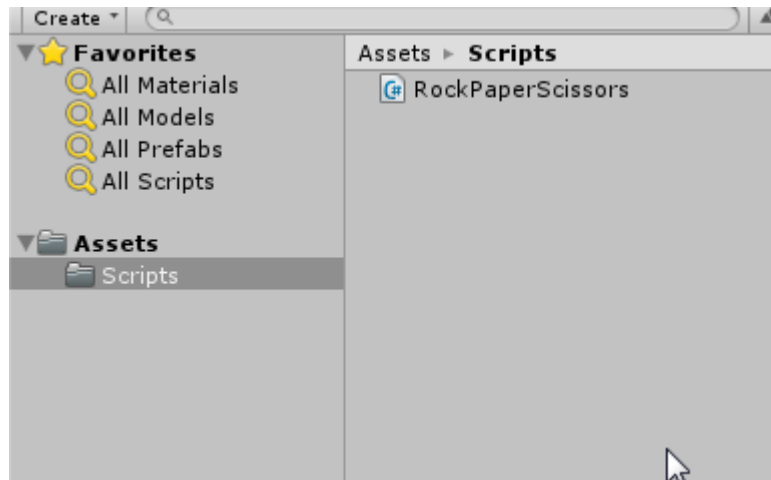 Create
Favorites
All Materials
All Models
All Prefabs
All Scripts
Assets
Scripts
Assets ▸ Scripts
C#
RockPaperScissors